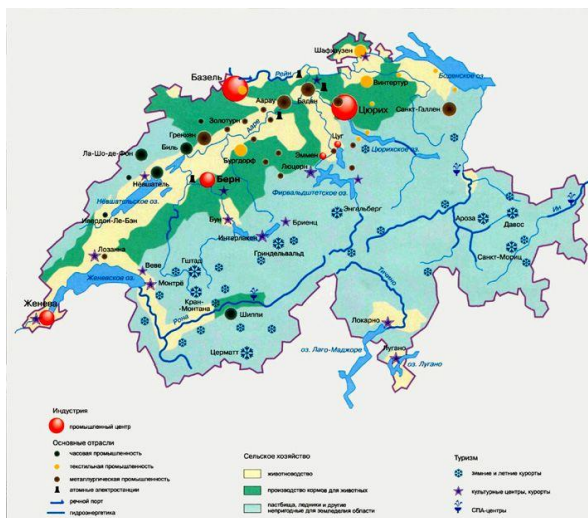 Шафхаузен
Базель
Рейн
Боденское оз.
Винтертур
Баден
Аарау
Цюрих
Санкт-Галлен
Золотурн
Ааре
Гренхен
Цуг
Биль
Бургдорф
Эммен
Цюрихское оз.
Ла-Шо-де-Фон
Люцерн
Невшатель
Берн
Фирвальдштетское оз.
Невшательское оз.
Ивердон-Ле-Бэн
Тун
Бриенц
Энгельберг
Ароза
Давос
Ин
Интерлакен
Гриндельвальд
Лозанна
Санкт-Мориц
Веве
Гштад
Женевское оз.
Монтрё
Тичино
Кран-
Монтана
Рона
Шиппи
Женева
Локарно
Церматт
Лугано
оз. Лаго-Маджоре
оз. Лугано
Индустрия
промышленный центр
Основные отрасли
часовая промышленность
текстильная промышленность
металлургическая промышленность
атомные электростанции
речной порт
гидроэнергетика
Сельское хозяйство
животноводство
производство кормов для животных
пастбища, ледники и другие
непригодные для земледелия области
Туризм
зимние и летние курорты
культурные центры, курорты
СПА-центры